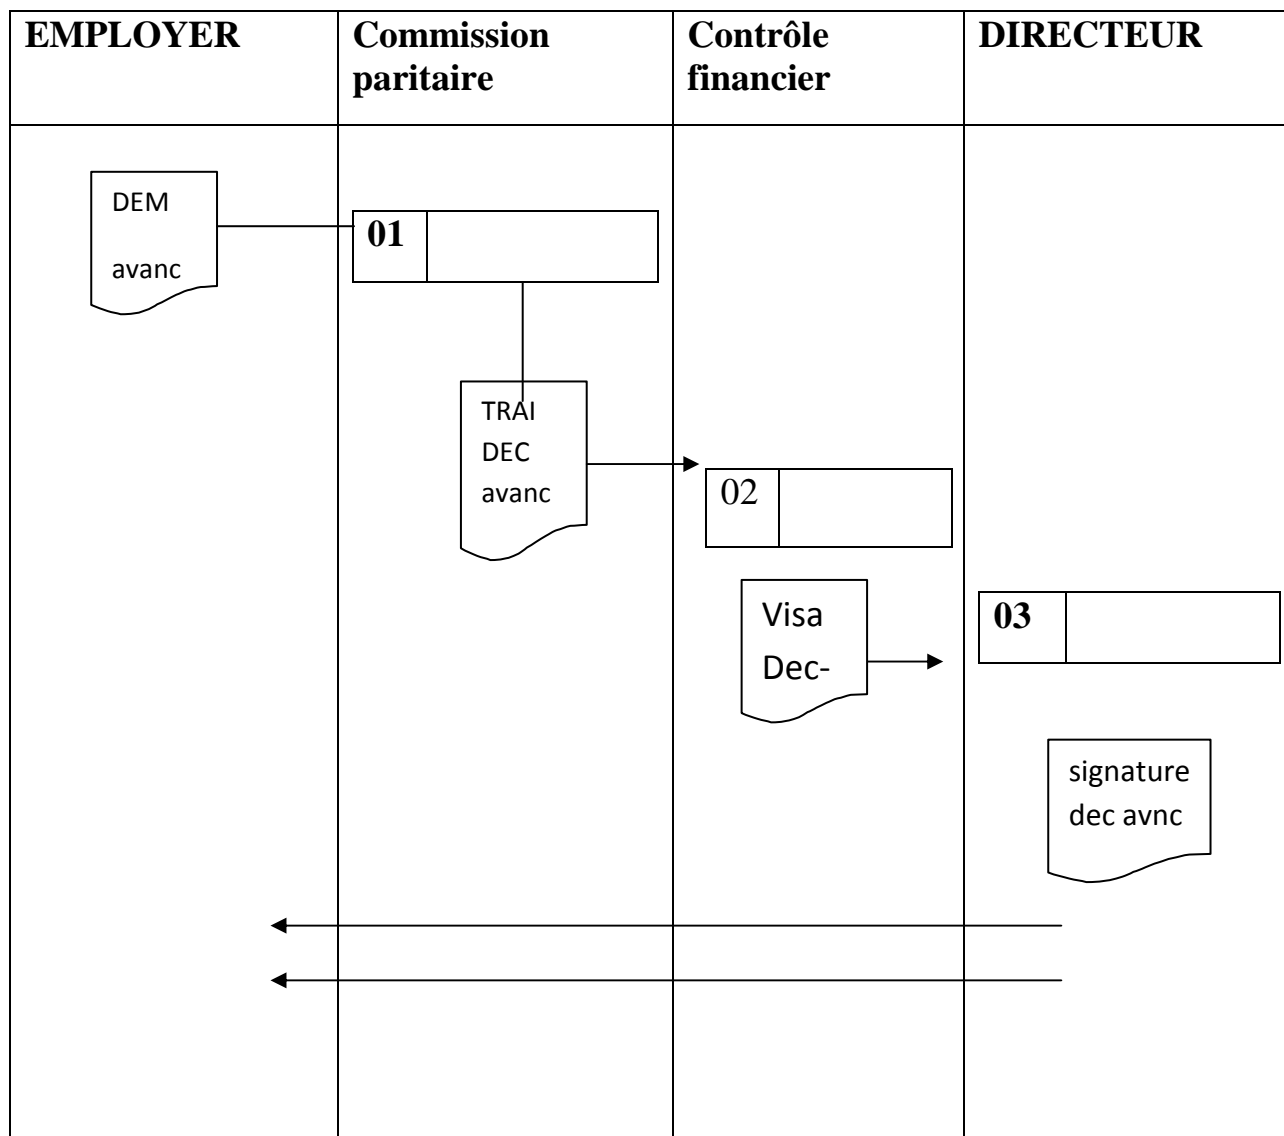 EMPLOYER
Commission
paritaire
Contrôle
financier
DIRECTEUR
DEM
avanc
01
TRAI
DEC
avanc
02
Visa
Dec-
03
signature
dec avnc